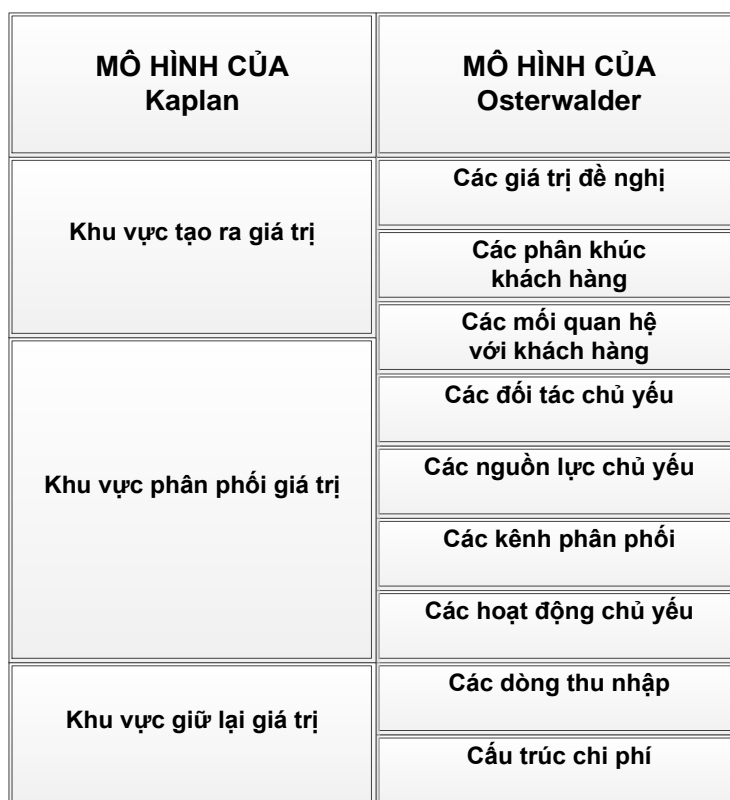 MÔ HÌNH CỦA
Kaplan
MÔ HÌNH CỦA
Osterwalder
Khu vực tạo ra giá trị
Các giá trị đề nghị
Các phân khúc
khách hàng
Các mối quan hệ
với khách hàng
Khu vực phân phối giá trị
Các đối tác chủ yếu
Các nguồn lực chủ yếu
Các kênh phân phối
Các hoạt động chủ yếu
Khu vực giữ lại giá trị
Các dòng thu nhập
Cấu trúc chi phí